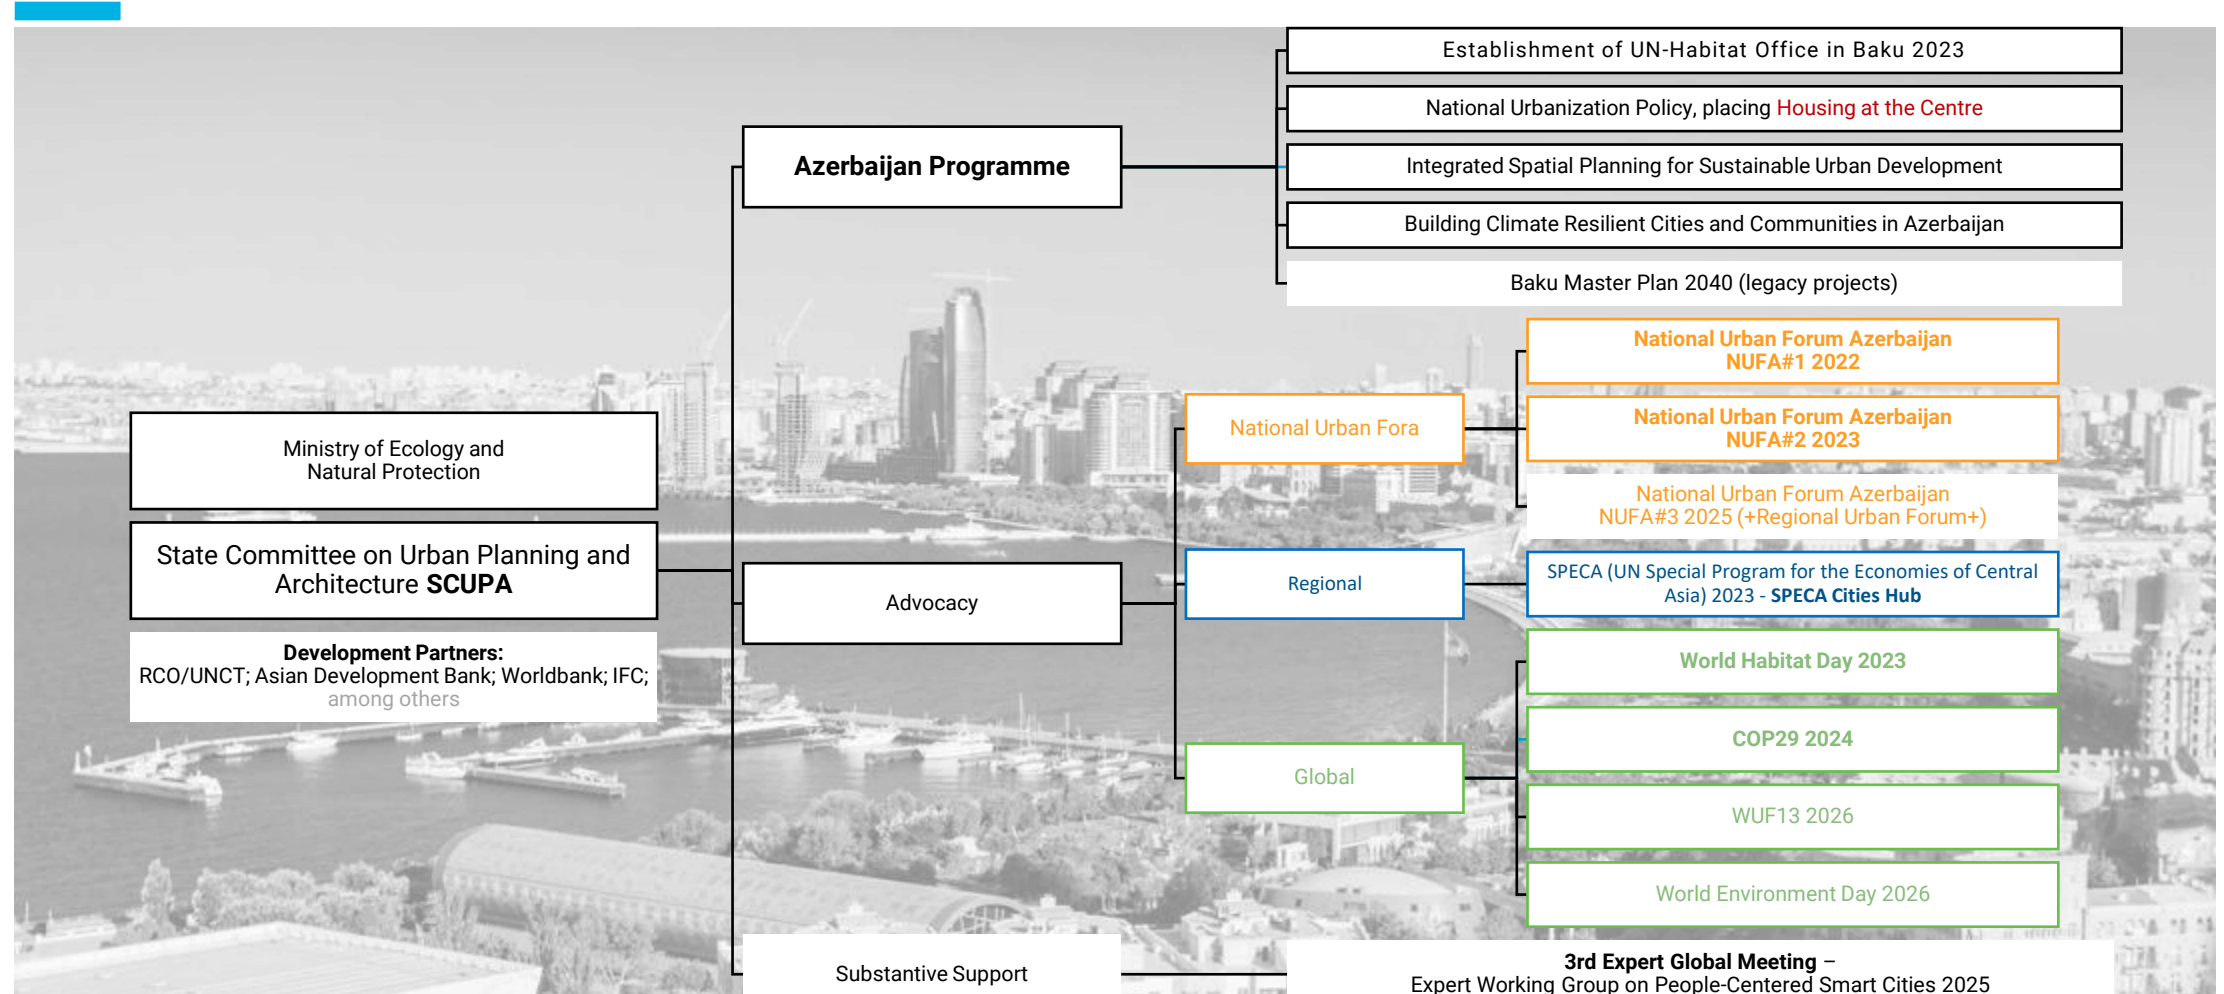 Establishment of UN-Habitat Office in Baku 2023
National Urbanization Policy, placing Housing at the Centre
Azerbaijan Programme
Integrated Spatial Planning for Sustainable Urban Development
Building Climate Resilient Cities and Communities in Azerbaijan
Baku Master Plan 2040 (legacy projects)
Ministry of Ecology and
Natural Protection
State Committee on Urban Planning and
Architecture SCUPA
Development Partners:
RCO/UNCT; Asian Development Bank; Worldbank; IFC;
among others
Advocacy
National Urban Fora
National Urban Forum Azerbaijan
NUFA#1 2022
National Urban Forum Azerbaijan
NUFA#2 2023
National Urban Forum Azerbaijan
NUFA#3 2025 (+Regional Urban Forum+)
Regional
SPECA (UN Special Program for the Economies of Central
Asia) 2023 - SPECA Cities Hub
Global
World Habitat Day 2023
COP29 2024
WUF13 2026
World Environment Day 2026
Substantive Support
3rd Expert Global Meeting –
Expert Working Group on People-Centered Smart Cities 2025